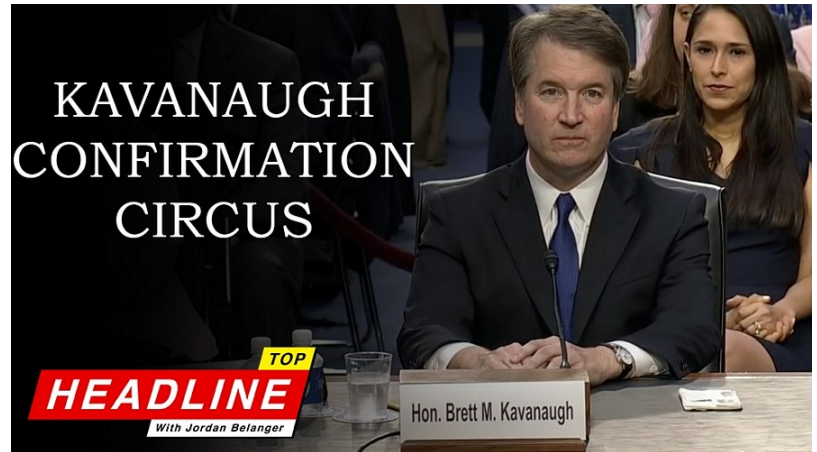 KAVANAUGH
CONFIRMATION
CIRCUS
TOP
HEADLINE
With Jordan Belanger
Hon. Brett M. Kavanaugh